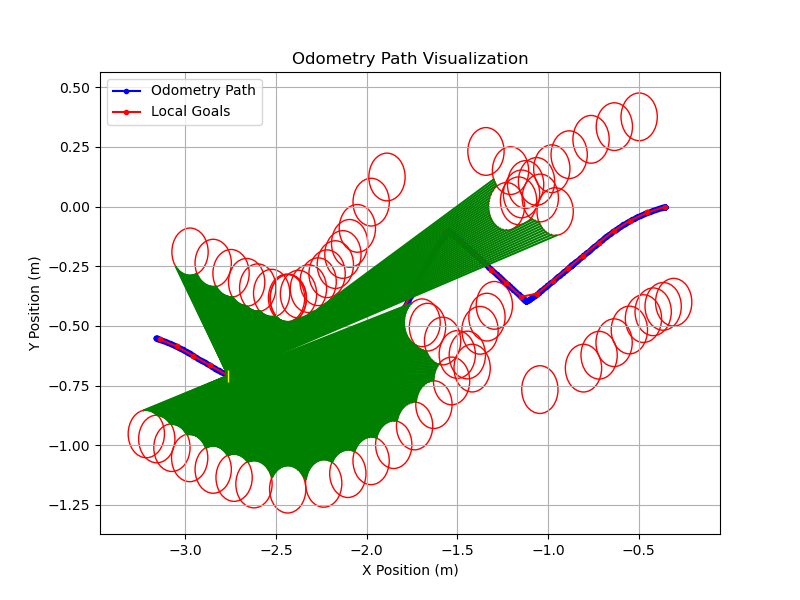 Odometry Path Visualization
Odometry Path
Local Goals
0.50
0.25
0.00
−0.25
−0.50
−0.75
−1.00
−1.25
Y Position (m)
−3.0 −2.5 −2.0 −1.5 −1.0 −0.5
X Position (m)